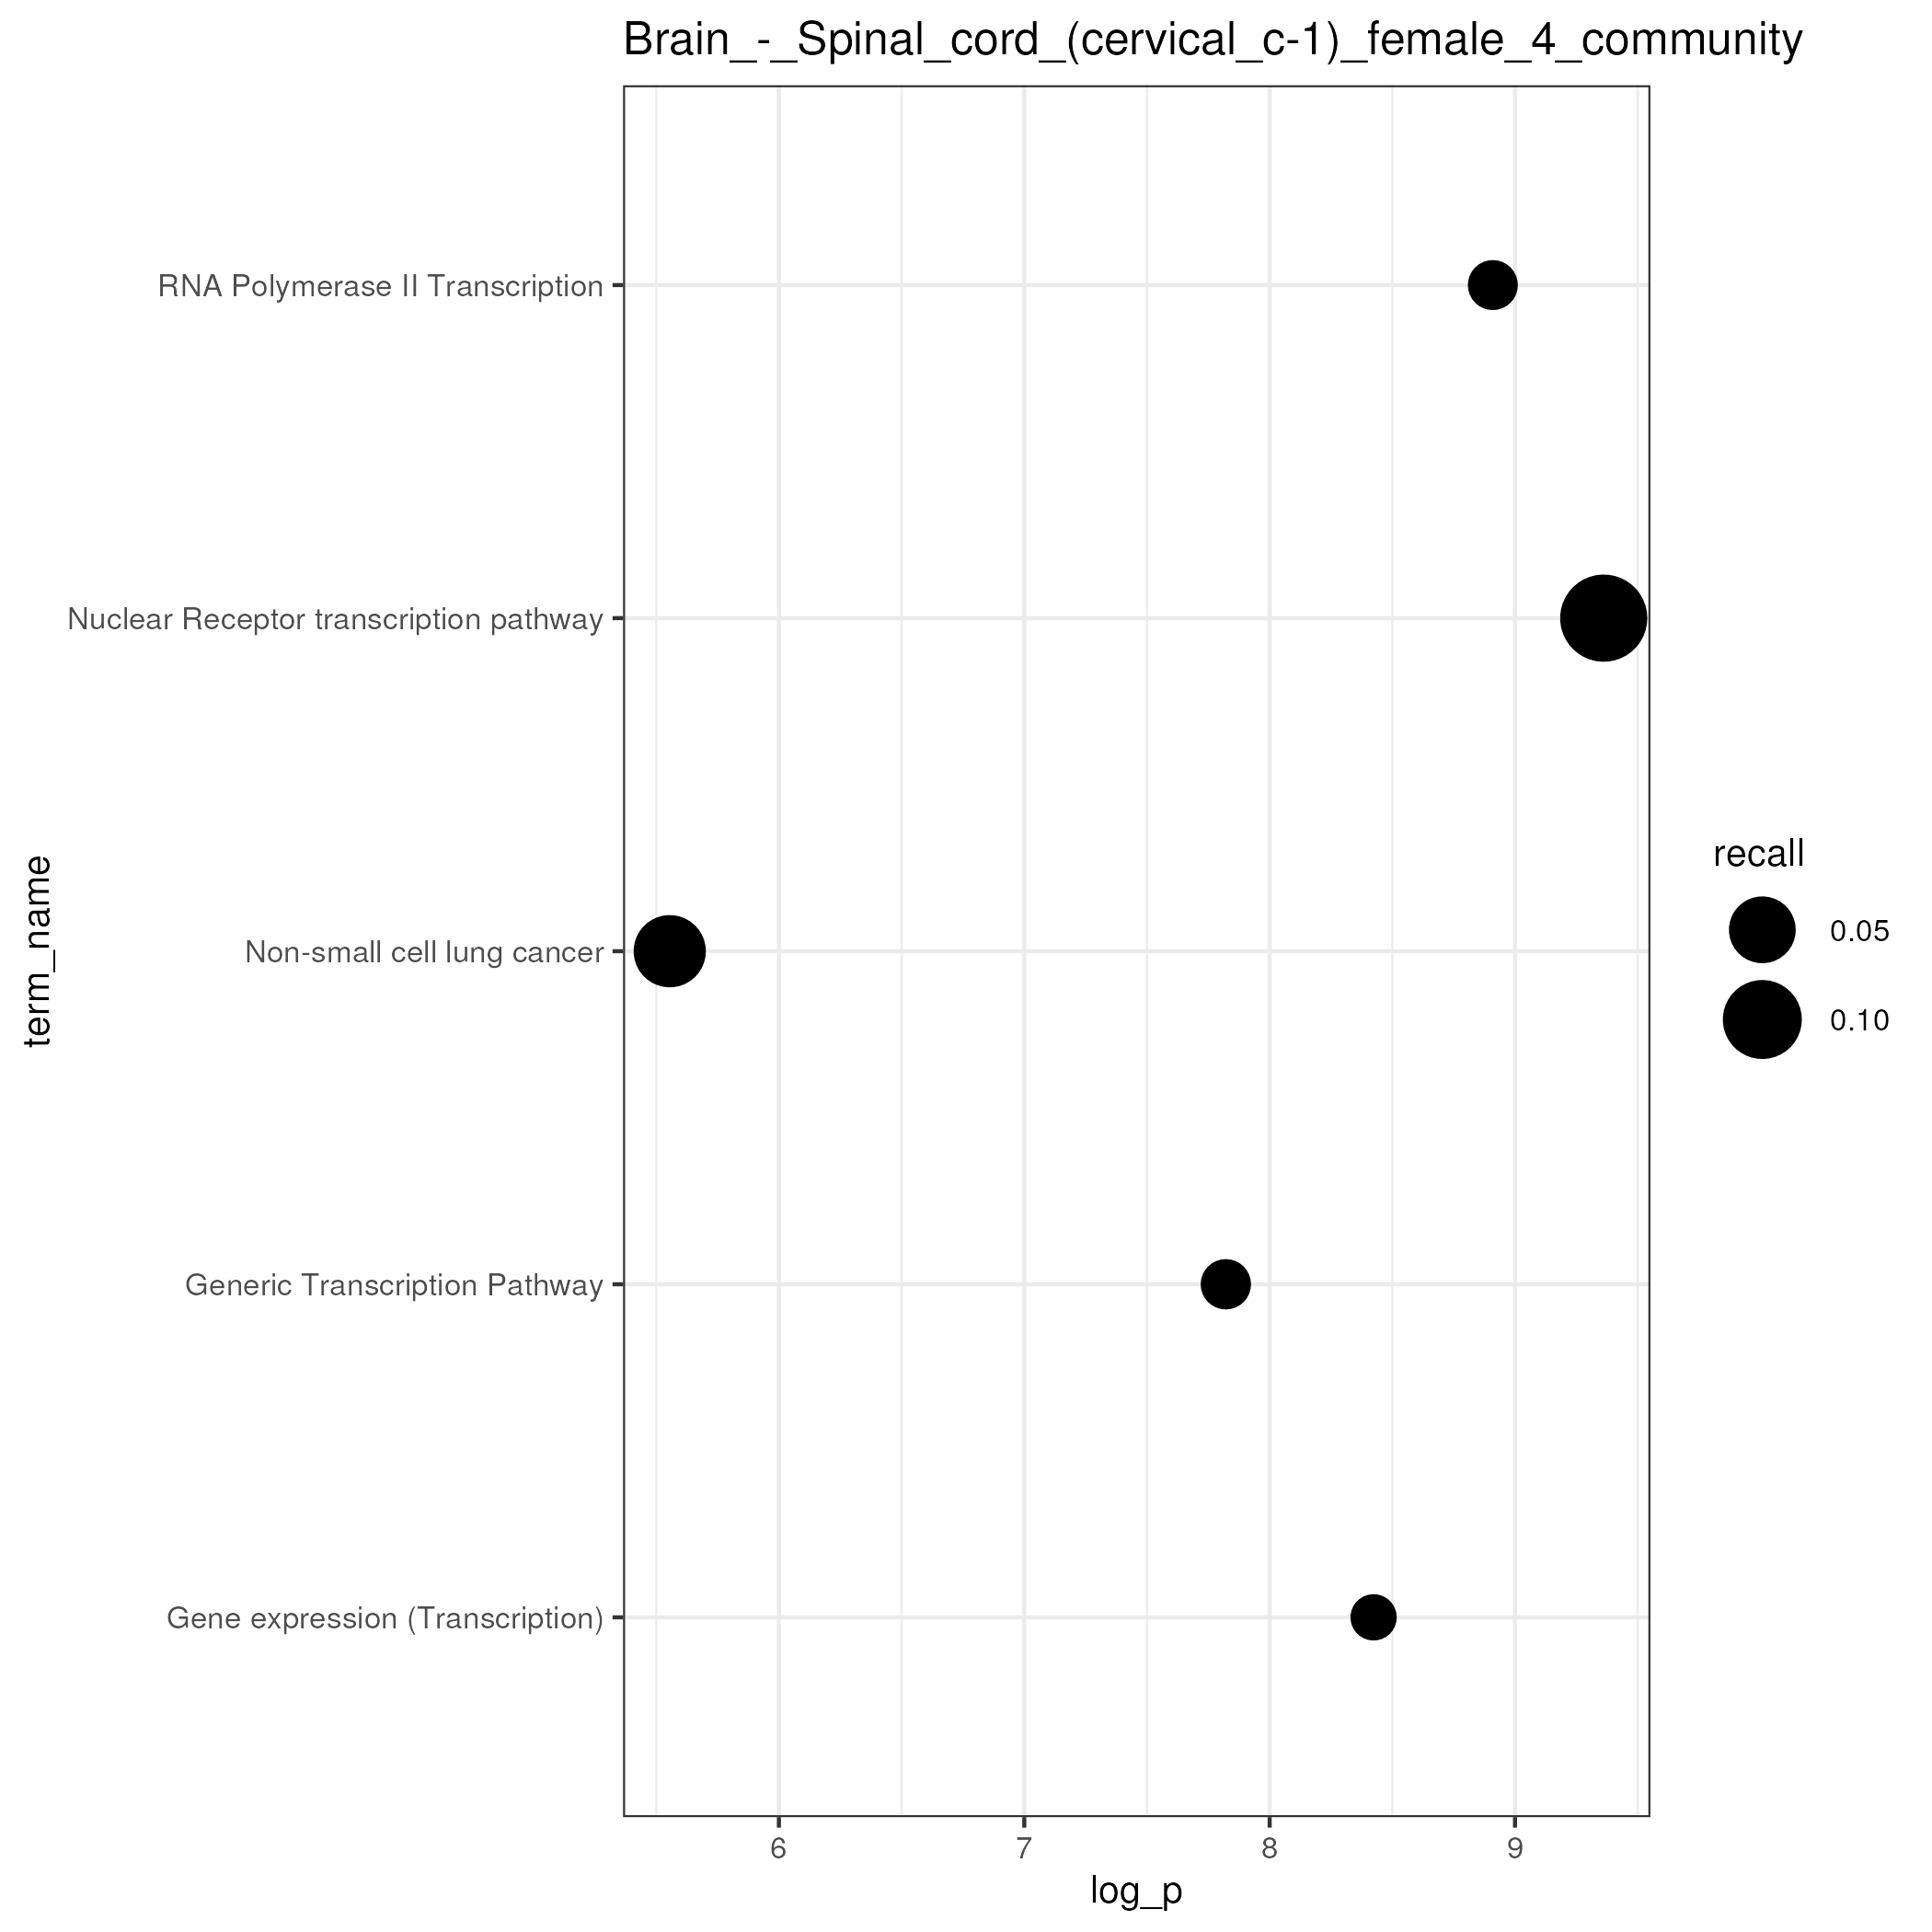 Brain_-_Spinal_cord_(cervical_c-1)_female_4_community
RNA Polymerase II Transcription
Nuclear Receptor transcription pathway
Non-small cell lung cancer
Generic Transcription Pathway
Gene expression (Transcription)
term_name
6 7 8 9
log_p
recall
0.05
0.10